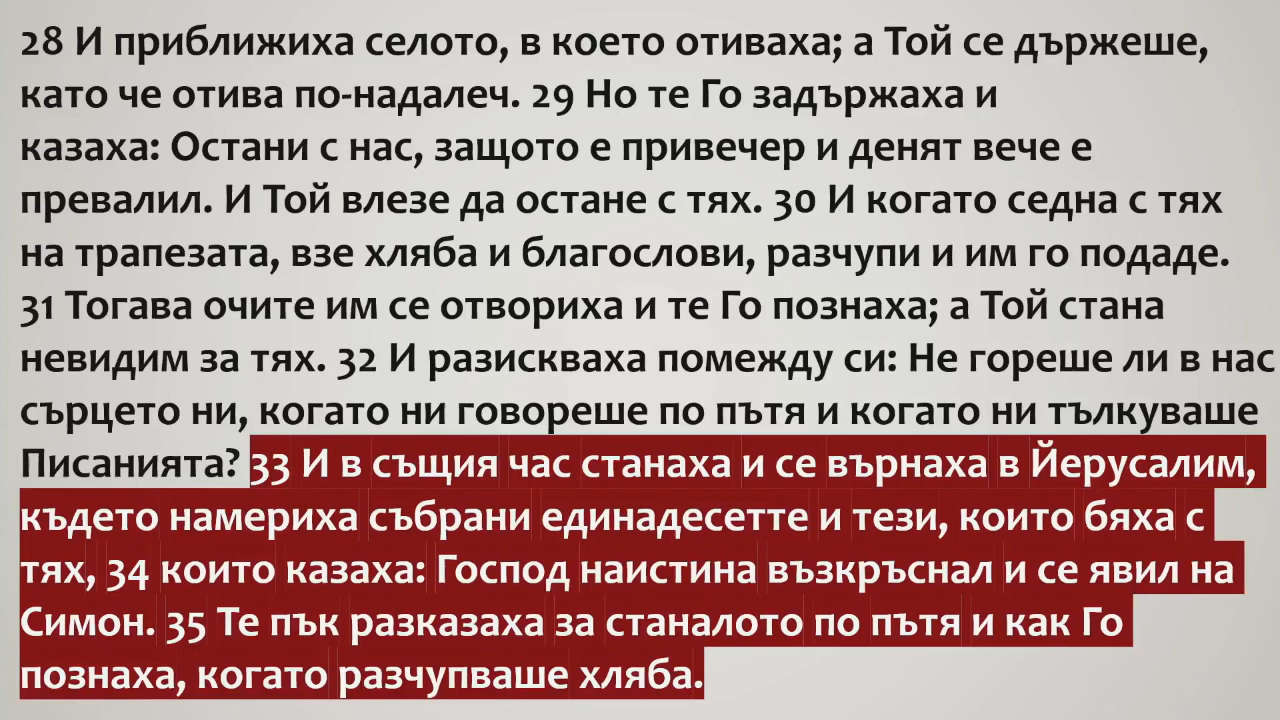 28 И приближиха селото, в което отиваха; а Той се държеше,
като че отива по-надалеч. 29 Но те Го задържаха и
казаха: Остани с нас, защото е привечер и денят вече е
превалил. И Той влезе да остане с тях. 30 И когато седна с тях
на трапезата, взе хляба и благослови, разчупи и им го подаде.
31 Тогава очите им се отвориха и те Го познаха; а Той стана
невидим за тях. 32 И разискваха помежду си: Не гореше ли в нас
сърцето ни, когато ни говореше по пътя и когато ни тълкуваше
Писанията? 33 И в същия час станаха и се върнаха в Йерусалим,
където намериха събрани единадесетте и тези, които бяха с
тях, 34 които казаха: Господ наистина възкръснал и се явил на
Симон. 35 Те пък разказаха за станалото по пътя и как Го
познаха, когато разчупваше хляба.